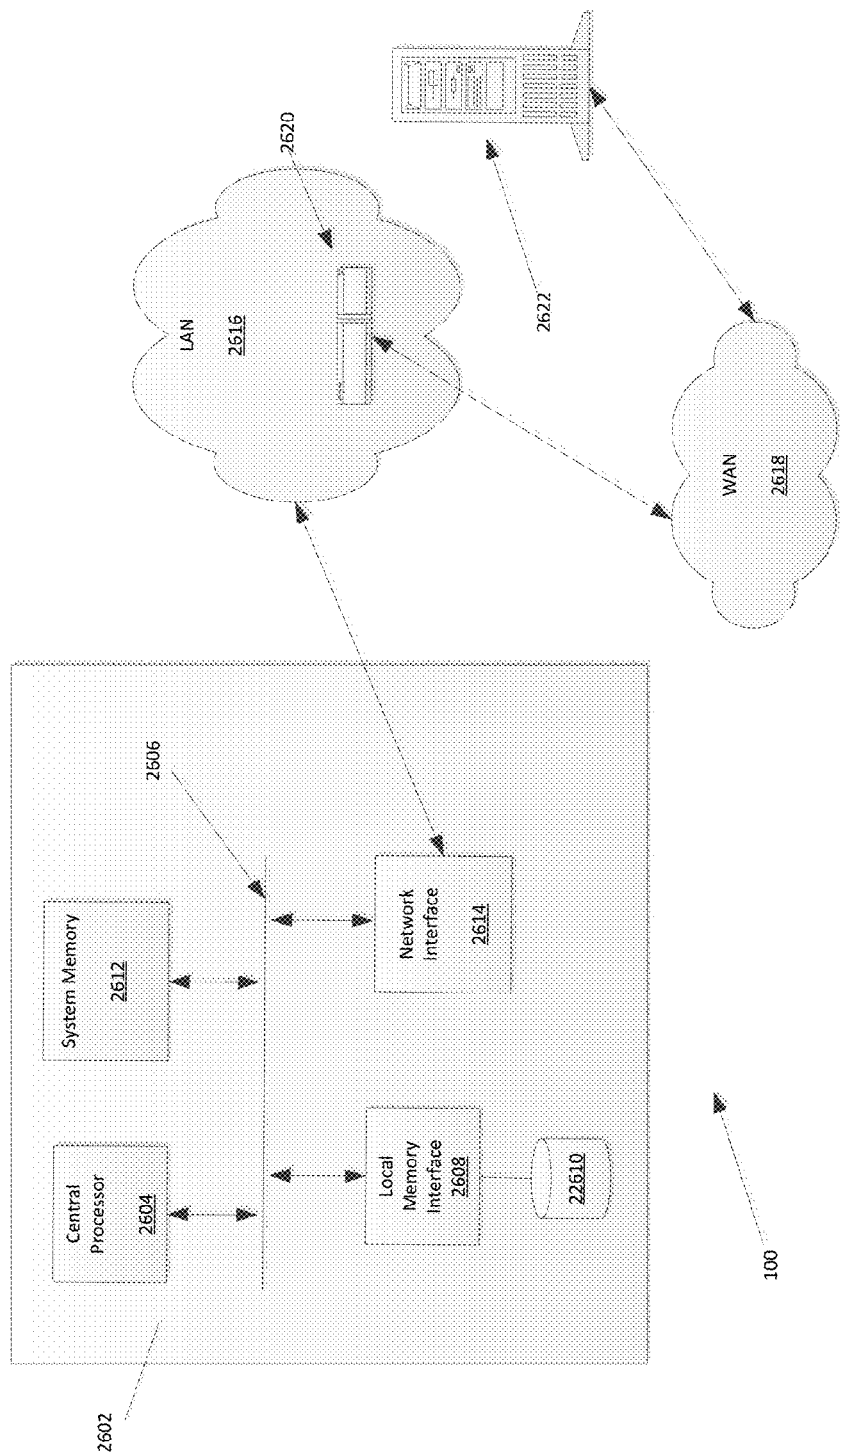 2602
Central
Processor
2604
System Memory
2612
2606
Local
Memory
Interface
2608
22610
Network
Interface
2614
LAN
2616
2620
2622
WAN
2618
100